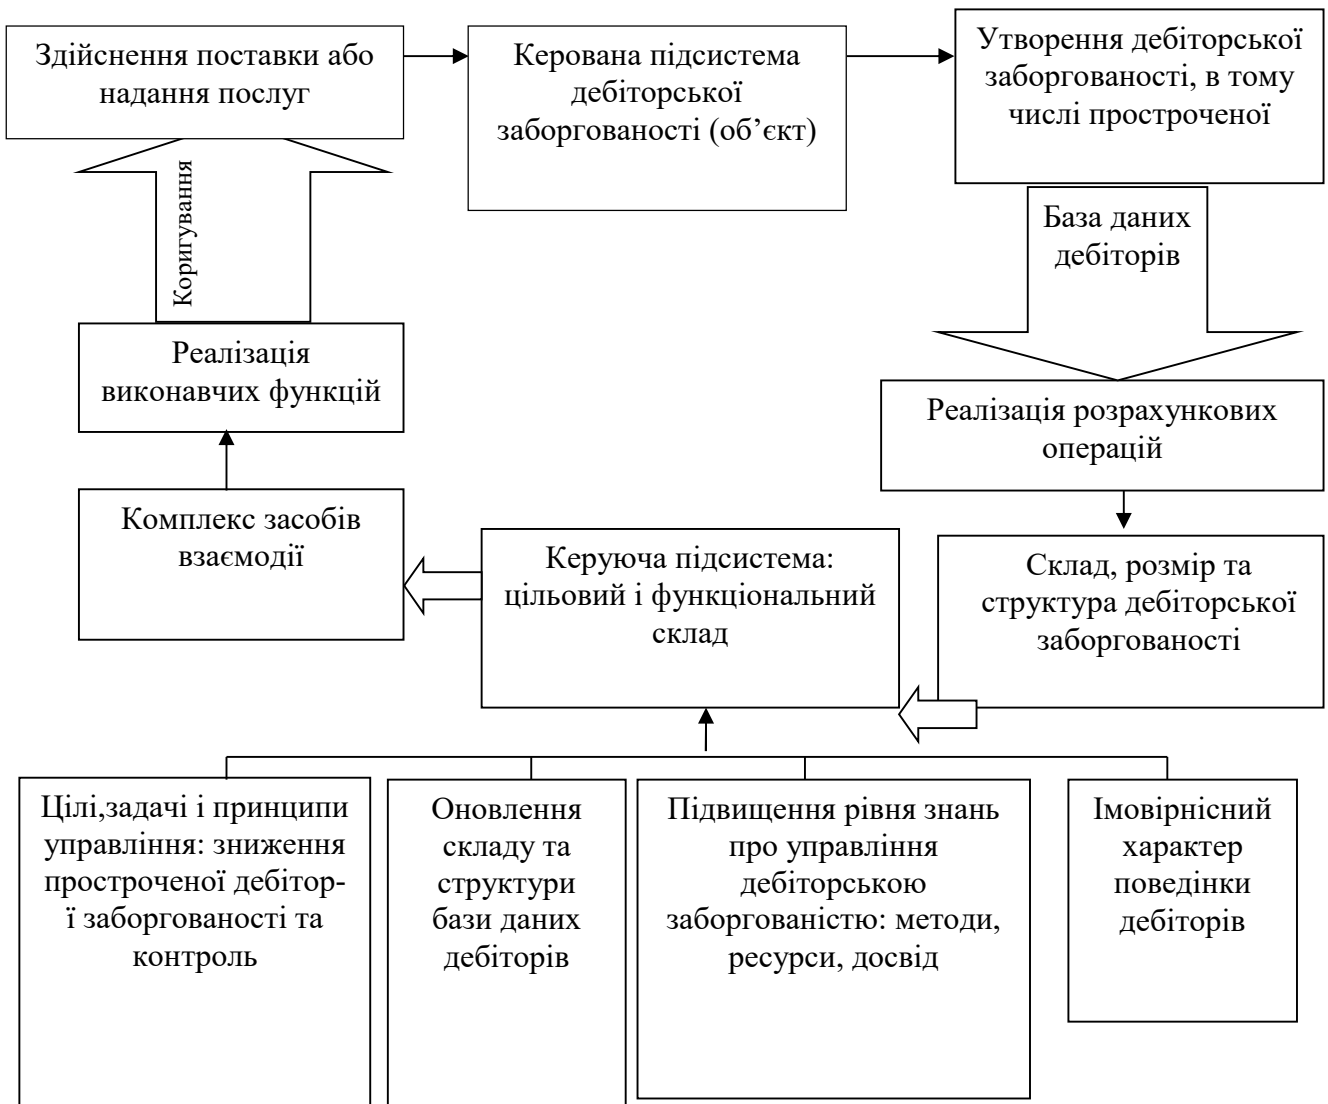 Здійснення поставки або
надання послуг
Керована підсистема
дебіторської
заборгованості (об’єкт)
Утворення дебіторської
заборгованості, в тому
числі простроченої
Коригування
База даних
дебіторів
Реалізація
виконавчих функцій
Реалізація розрахункових
операцій
Комплекс засобів
взаємодії
Керуюча підсистема:
цільовий і функціональний
склад
Склад, розмір та
структура дебіторської
заборгованості
Цілі,задачі і принципи
управління: зниження
простроченої дебітор-
ї заборгованості та
контроль
Оновлення
складу та
структури
бази даних
дебіторів
Підвищення рівня знань
про управління
дебіторською
заборгованістю: методи,
ресурси, досвід
Імовірнісний
характер
поведінки
дебіторів